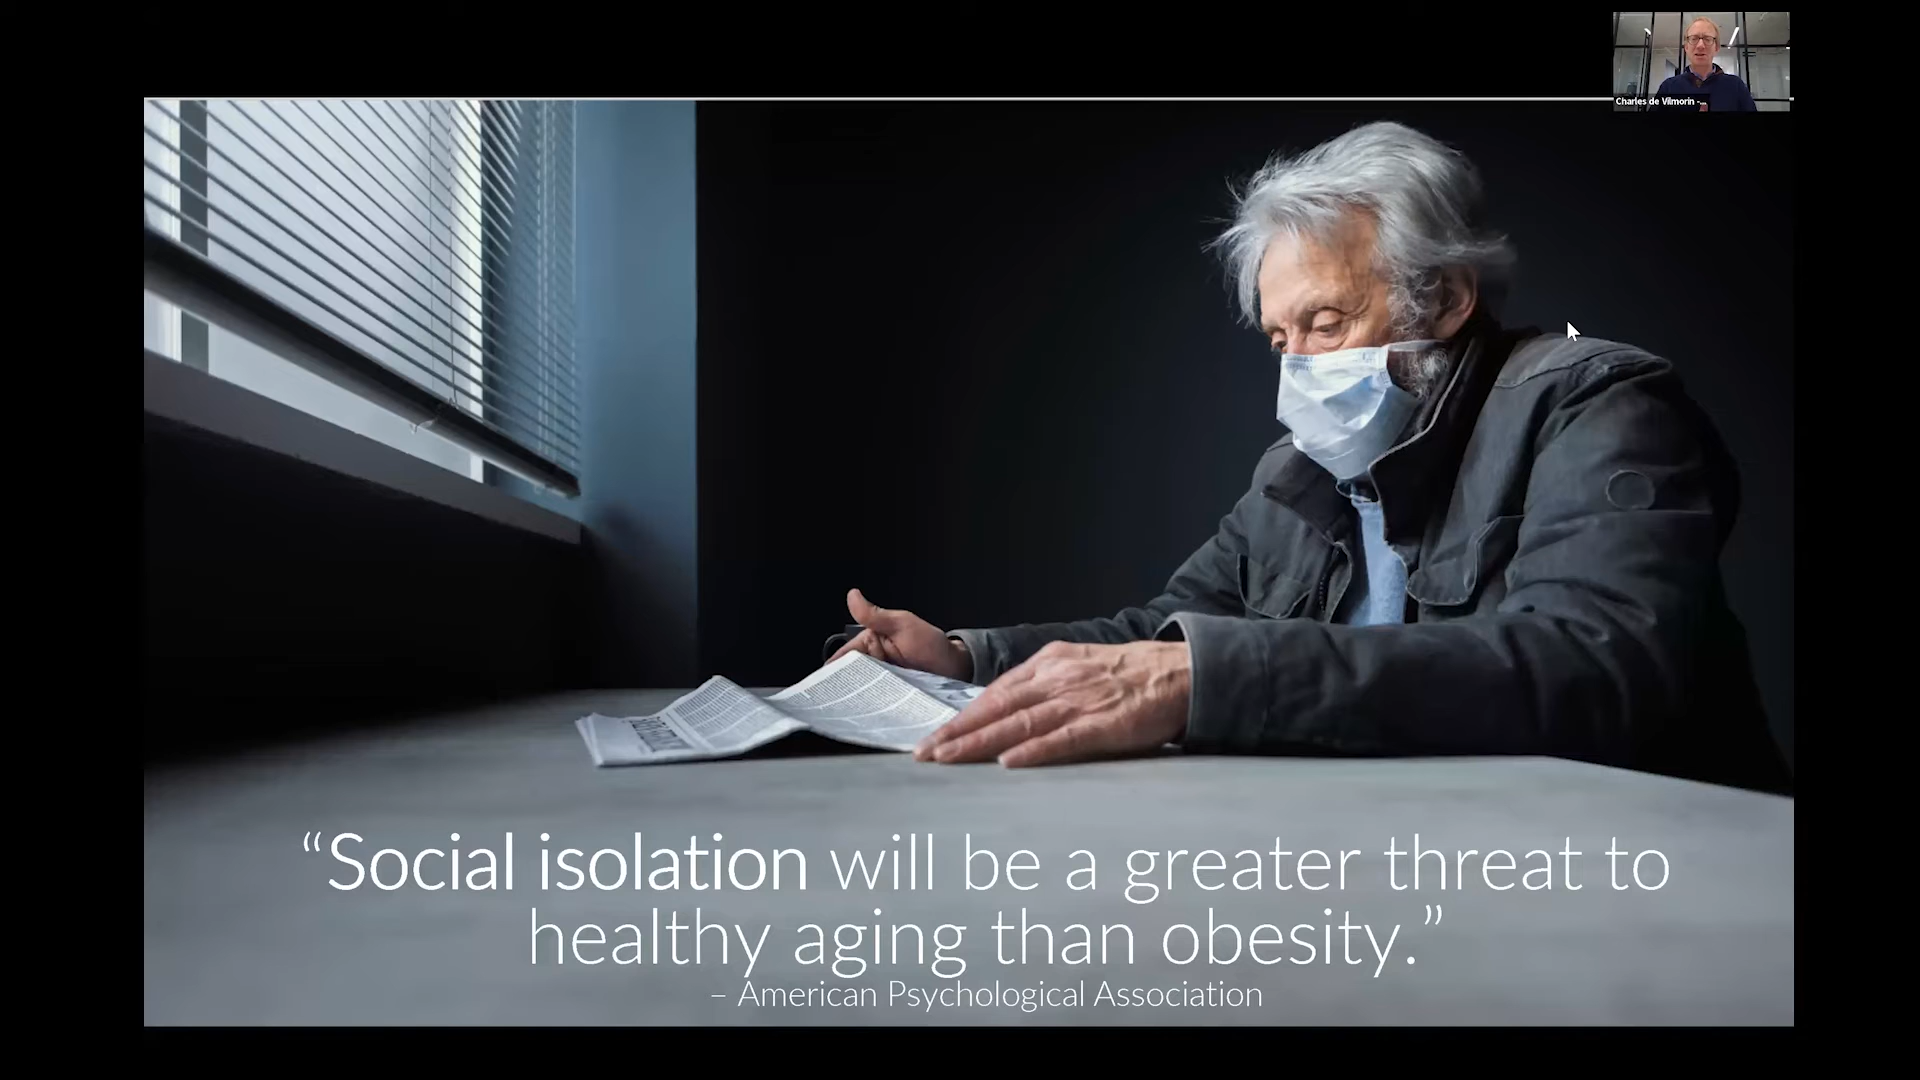 Charles de Vilmorin -...
“Social isolation will be a greater threat to
healthy aging than obesity.”
– American Psychological Association